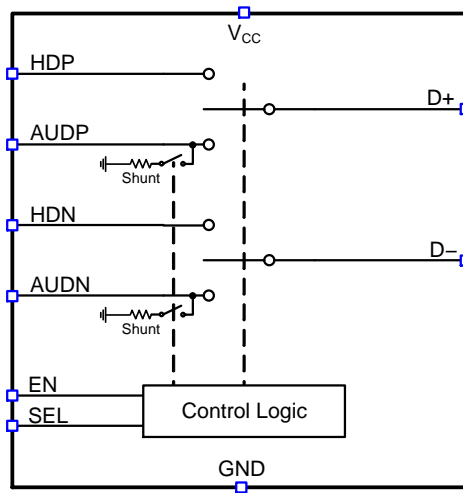 VCC
HDP
D+
AUDP
Shunt
HDN
D−
AUDN
Shunt
EN
SEL
Control Logic
GND